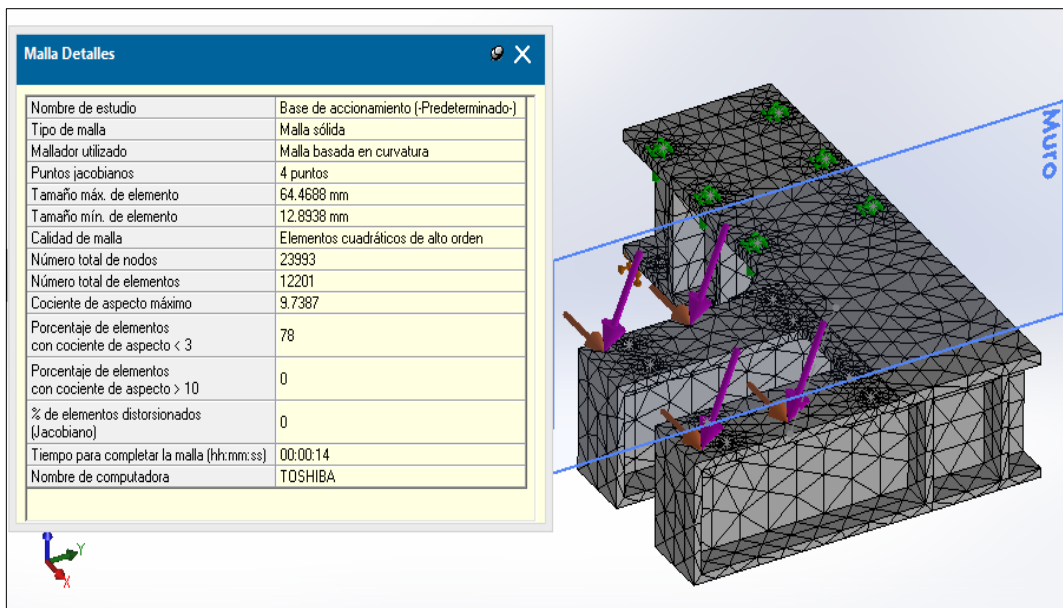 Malla Detalles
Nombre de estudio Base de accionamiento (-Predeterminado-)
Tipo de malla Malla sólida
Mallador utilizado Malla basada en curvatura
Puntos jacobianos 4 puntos
Tamaño máx. de elemento 64.4688 mm
Tamaño mín. de elemento 12.8938 mm
Calidad de malla Elementos cuadráticos de alto orden
Número total de nodos 23993
Número total de elementos 12201
Cociente de aspecto máximo 9.7387
Porcentaje de elementos
con cociente de aspecto < 3 78
Porcentaje de elementos
con cociente de aspecto > 10 0
% de elementos distorsionados
(Jacobiano) 0
Tiempo para completar la malla (hh:mm:ss) 00:00:14
Nombre de computadora TOSHIBA
Muro
Y
X